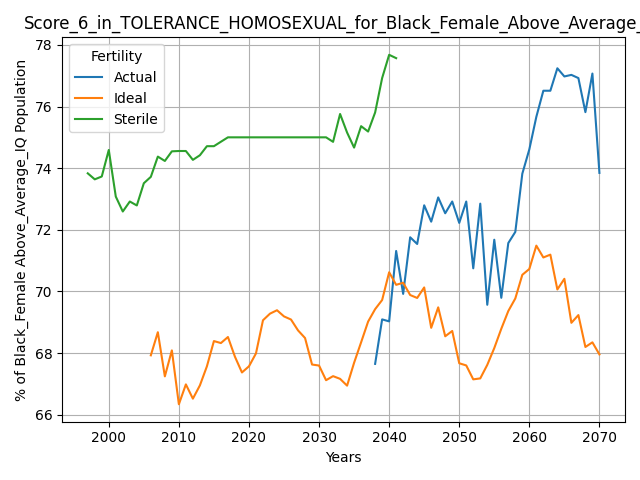 Score_6_in_TOLERANCE_HOMOSEXUAL_for_Black_Female_Above_Average_
Fertility
Actual
Ideal
Sterile
% of Black_Female Above_Average_IQ Population
78
76
74
72
70
68
66
2000 2010 2020 2030 2040 2050 2060 2070
Years